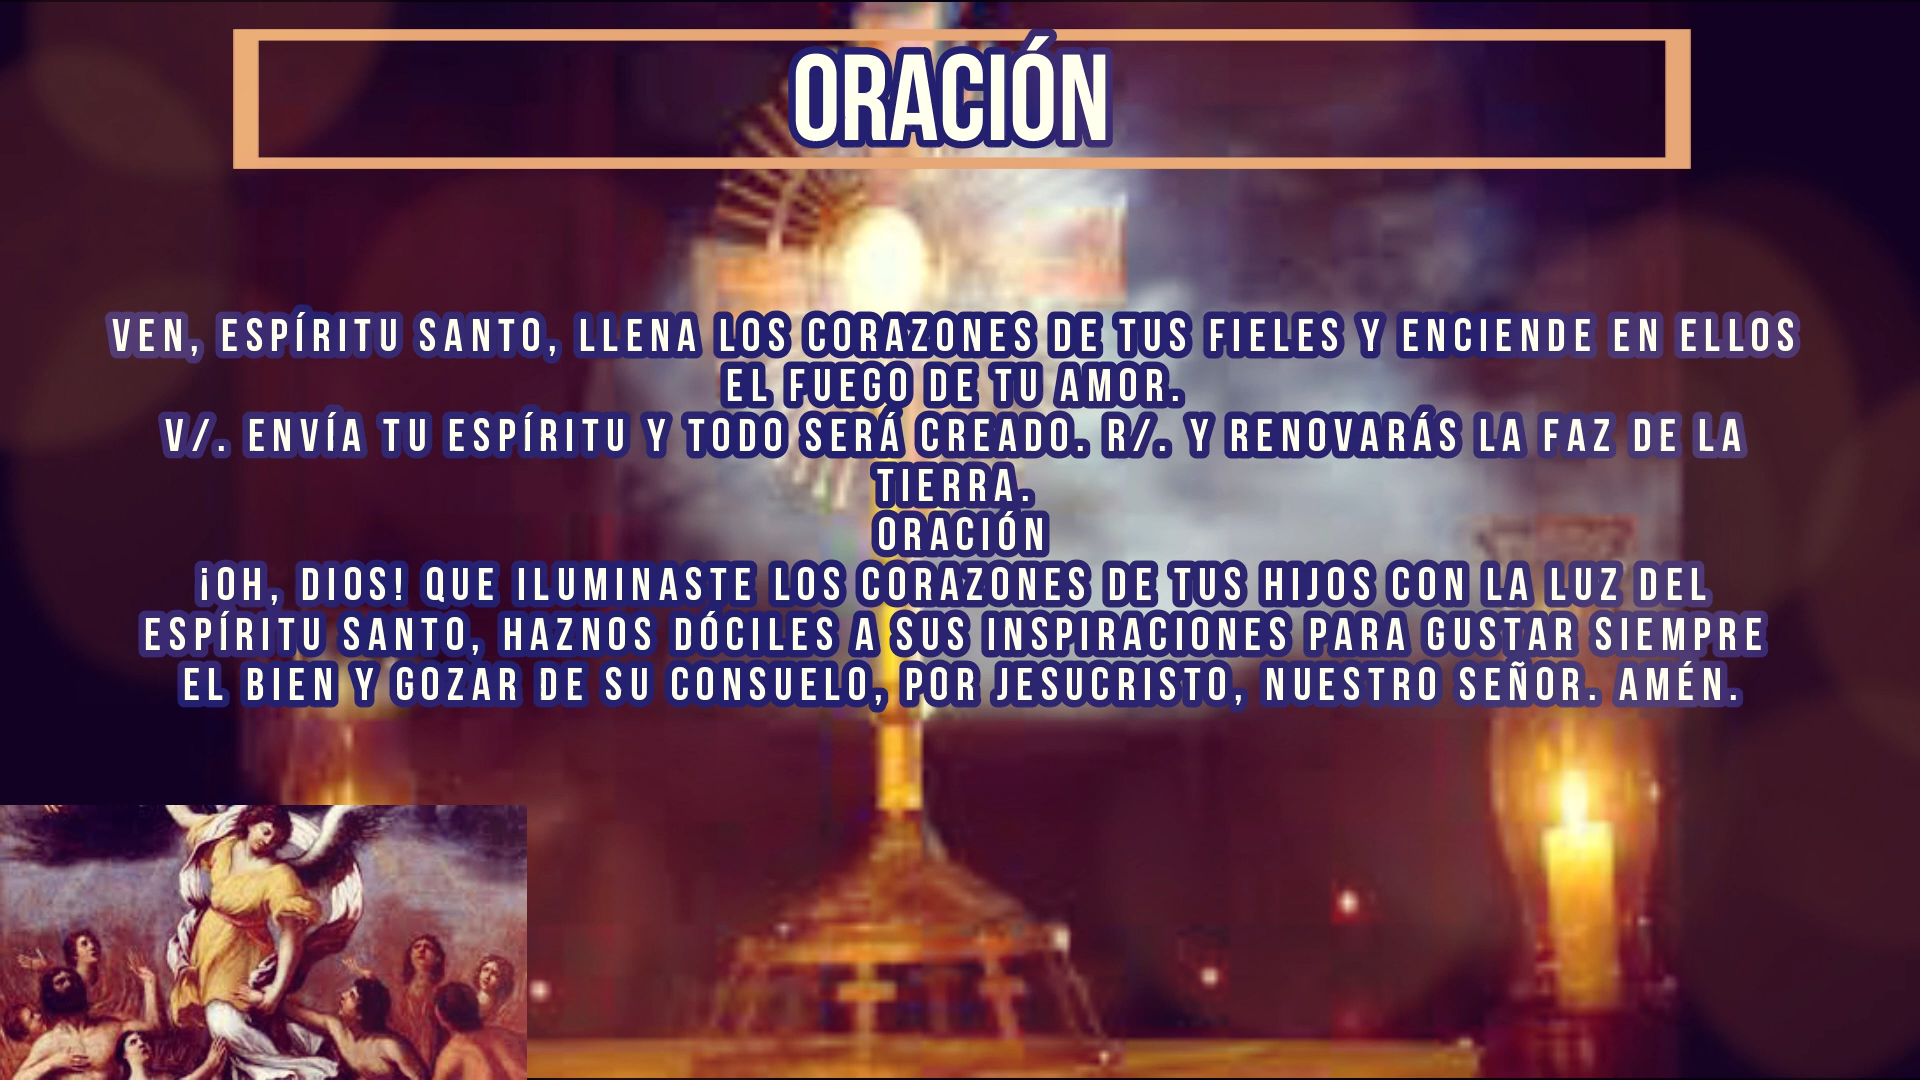 ORACIÓN
VEN, ESPÍRITU SANTO, LLENA LOS CORAZONES DE TUS FIELES Y ENCIENDE EN ELLOS
EL FUEGO DE TU AMOR.
V/. ENVÍA TU ESPÍRITU Y TODO SERÁ CREADO. R/. Y RENOVARÁS LA FAZ DE LA
TIERRA.
ORACIÓN
¡OH, DIOS! QUE ILUMINASTE LOS CORAZONES DE TUS HIJOS CON LA LUZ DEL
ESPÍRITU SANTO, HAZNOS DÓCILES A SUS INSPIRACIONES PARA GUSTAR SIEMPRE
EL BIEN Y GOZAR DE SU CONSUELO, POR JESUCRISTO, NUESTRO SEÑOR. AMÉN.